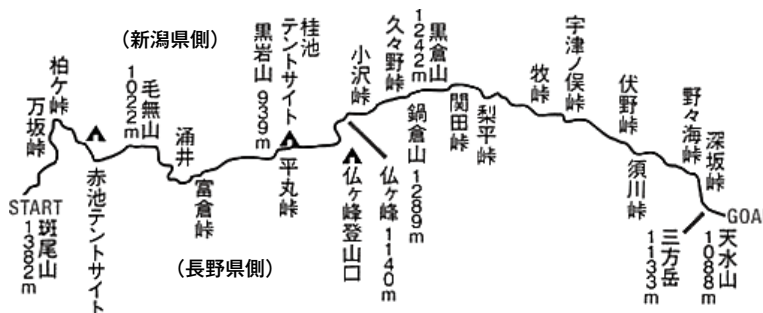 (新潟県側)
START
斑尾山
1382m
万坂峠
柏ケ峠
赤池テントサイト
毛無山
1022m
涌井
富倉峠
黒岩山 939m
桂池
テントサイト
平丸峠
仏ヶ峰登山口
小沢峠
仏ヶ峰 1140m
久々野峠
鍋倉山 1289m
黒倉山
1242m
関田峠
梨平峠
牧峠
宇津ノ俣峠
伏野峠
須川峠
野々海峠
深坂峠
三方岳
1133m
天水山
1088m
GOA
(長野県側)